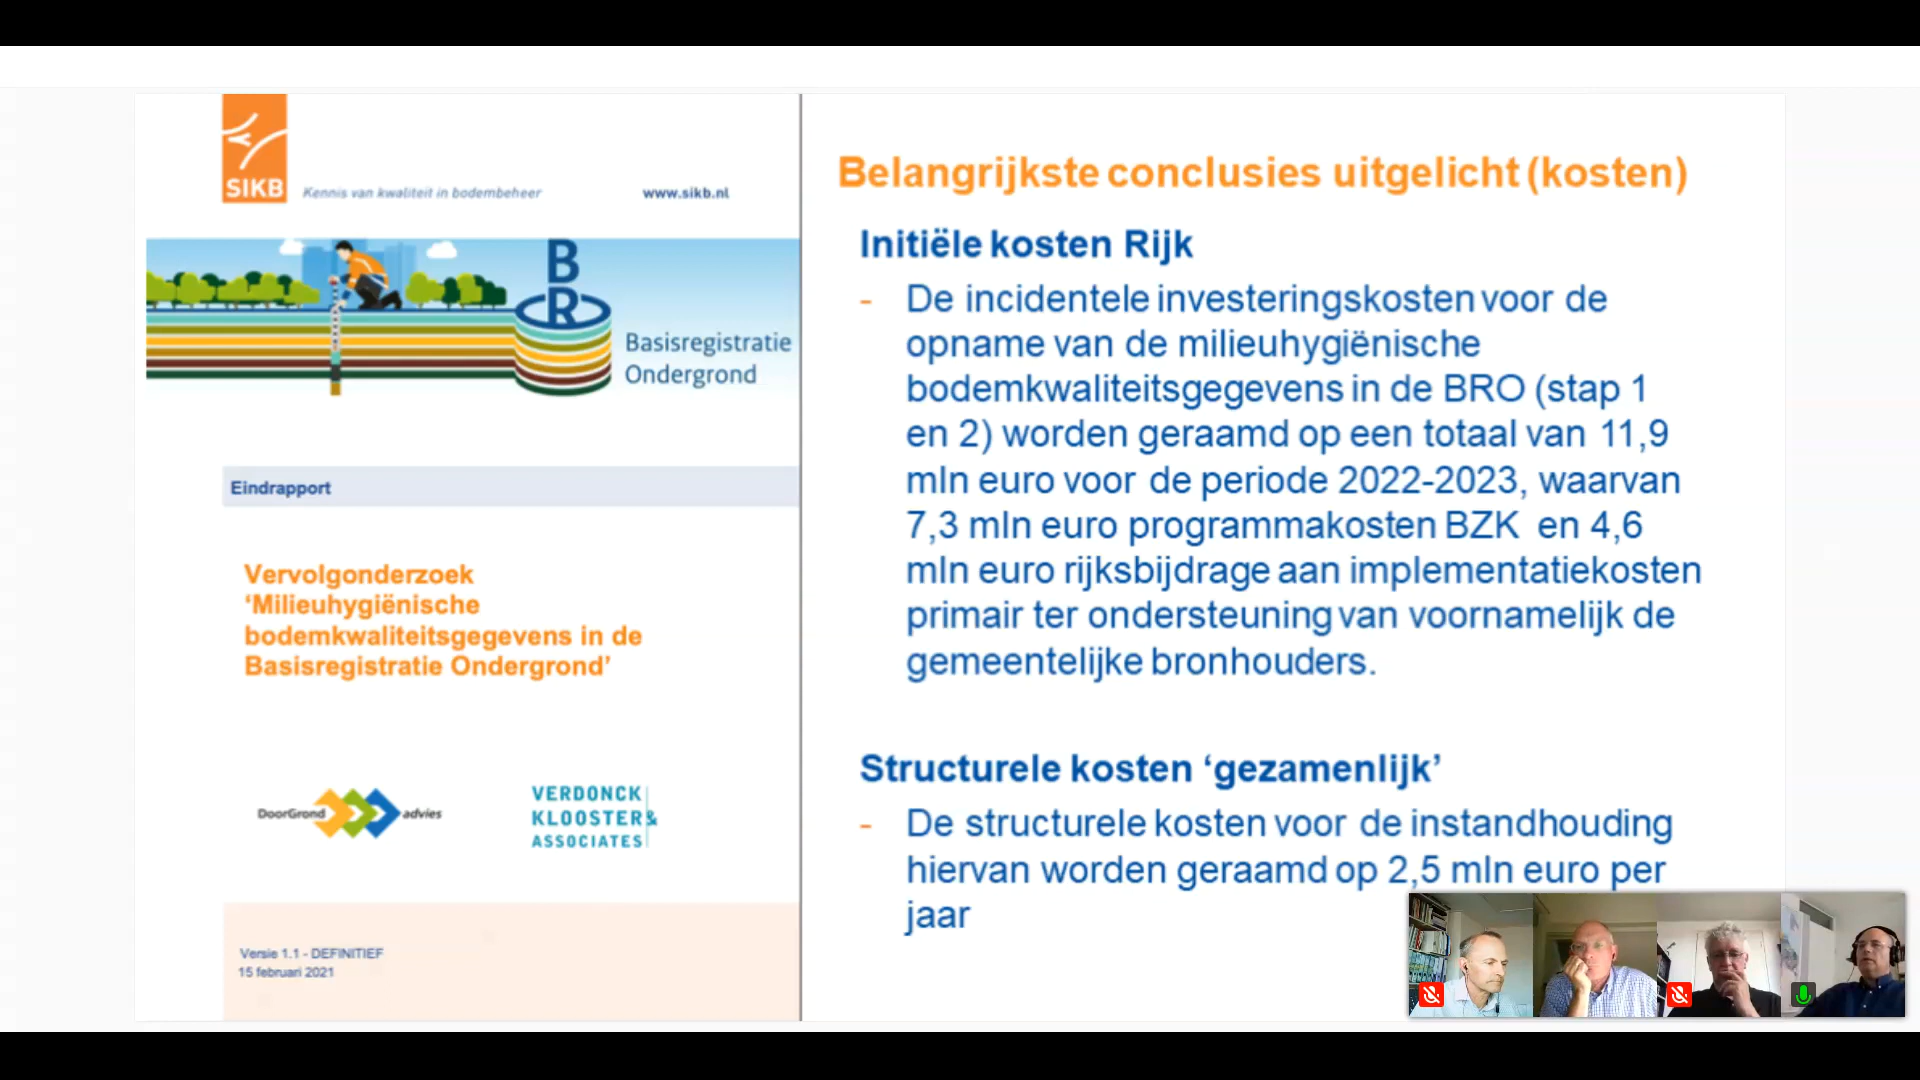 SIKB
Kennis van kwaliteit in bodembeheer
www.sikb.nl
B
R
Basisregistratie
Ondergrond
Eindrapport
Vervolgonderzoek
‘Milieuhygiënische
bodemkwaliteitsgegevens in de
Basisregistratie Ondergrond’
DoorGrond advies
VERDONCK
KLOOSTER &
ASSOCIATES
Versie 1.1 - DEFINITIEF
15 februari 2021
Belangrijkste conclusies uitgelicht (kosten)
Initiële kosten Rijk
- De incidentele investeringskosten voor de
opname van de milieuhygiënische
bodemkwaliteitsgegevens in de BRO (stap 1
en 2) worden geraamd op een totaal van 11,9
mln euro voor de periode 2022-2023, waarvan
7,3 mln euro programmakosten BZK en 4,6
mln euro rijksbijdrage aan implementatiekosten
primair ter ondersteuning van voornamelijk de
gemeentelijke bronhouders.
Structurele kosten ‘gezamenlijk’
- De structurele kosten voor de instandhouding
hiervan worden geraamd op 2,5 mln euro per
jaar